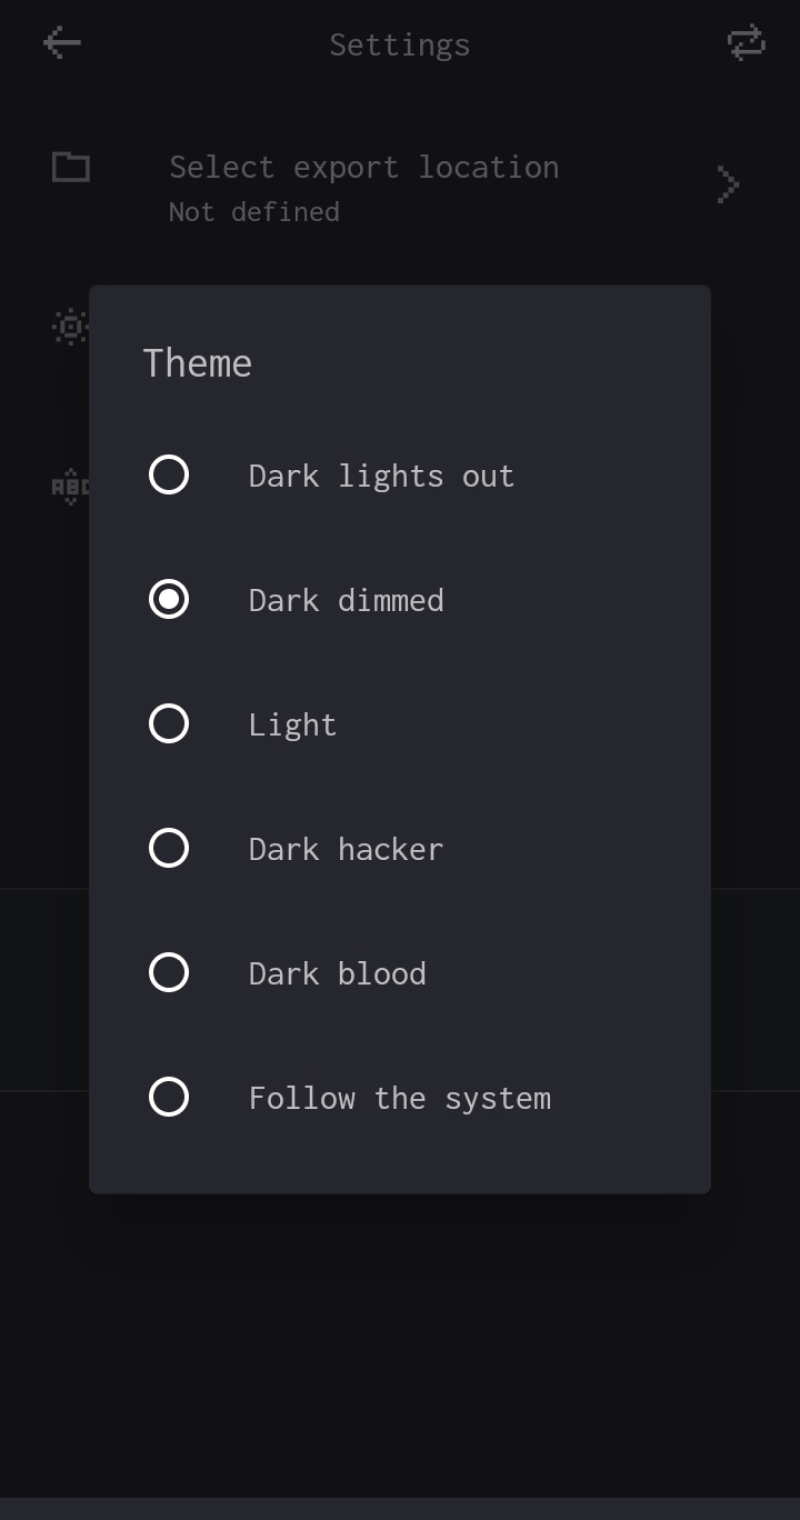 Settings
Select export location
Not defined
Theme
Dark lights out
Dark dimmed
Light
Dark hacker
Dark blood
Follow the system